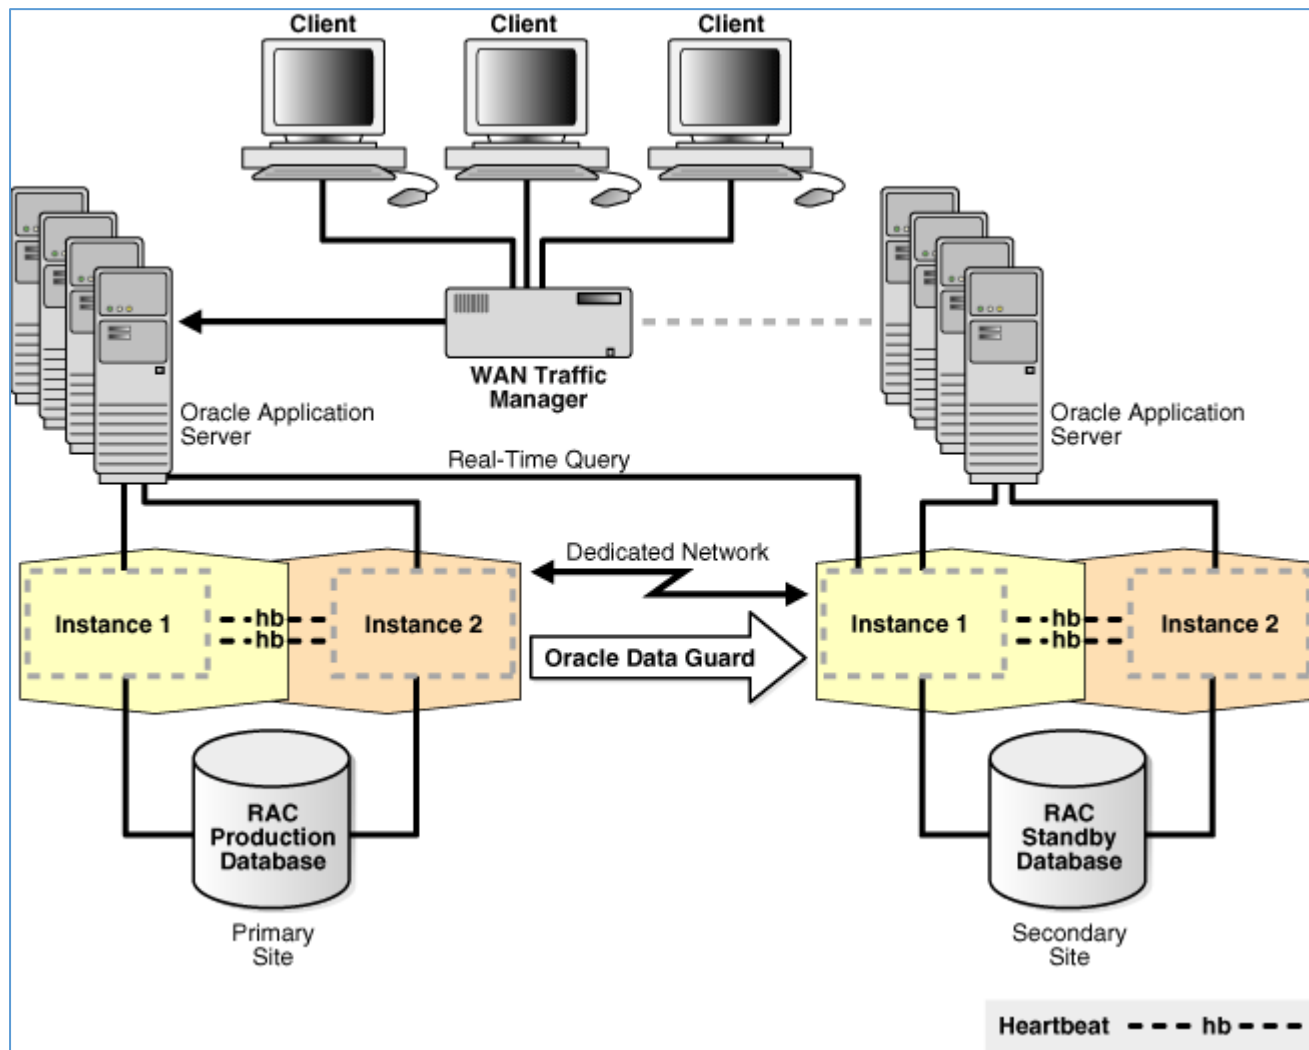 Client
Client
Client
WAN Traffic
Manager
Oracle Application
Server
Oracle Application
Server
Real-Time Query
Dedicated Network
Instance 1
hb
hb
Instance 2
Oracle Data Guard
Instance 1
hb
hb
Instance 2
RAC
Production
Database
RAC
Standby
Database
Primary
Site
Secondary
Site
Heartbeat
hb